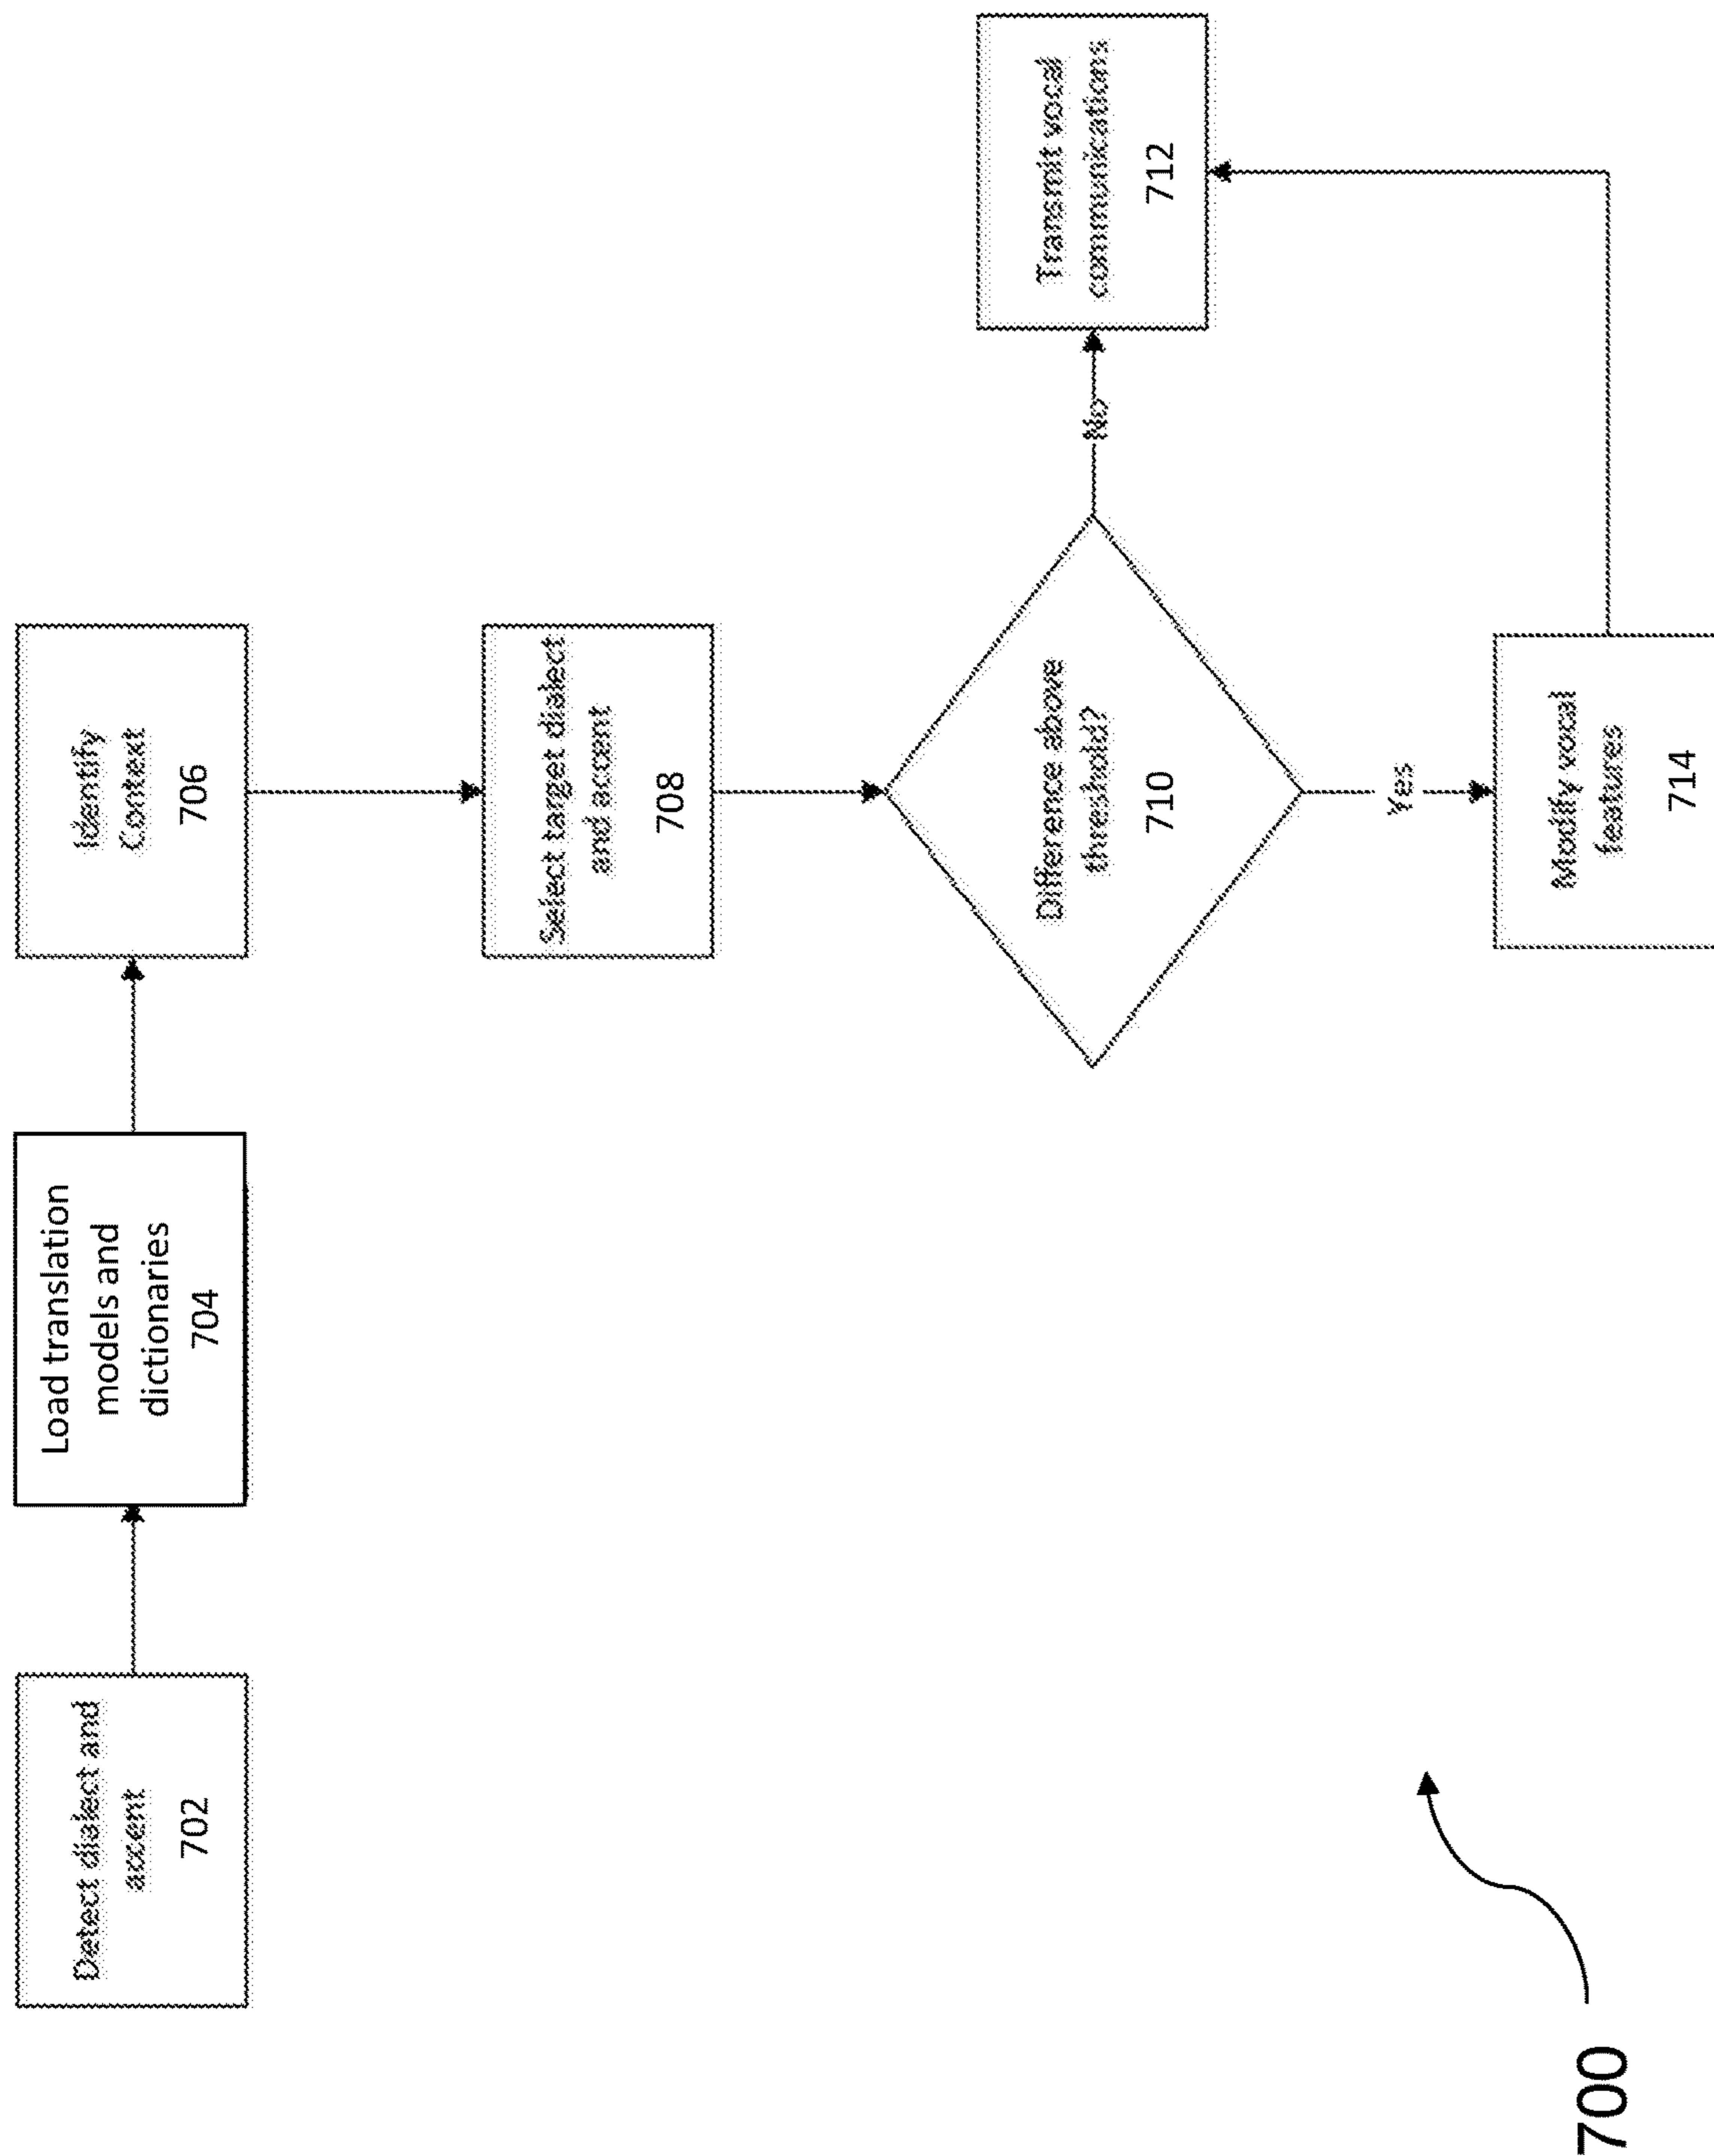 Detect dialect and
accent
702
Load translation
models and
dictionaries
704
Identify
Context
706
Select target dialect
and accent
708
Difference above
threshold?
710
No
Transmit vocal
communications
712
Yes
Modify vocal
features
714
700